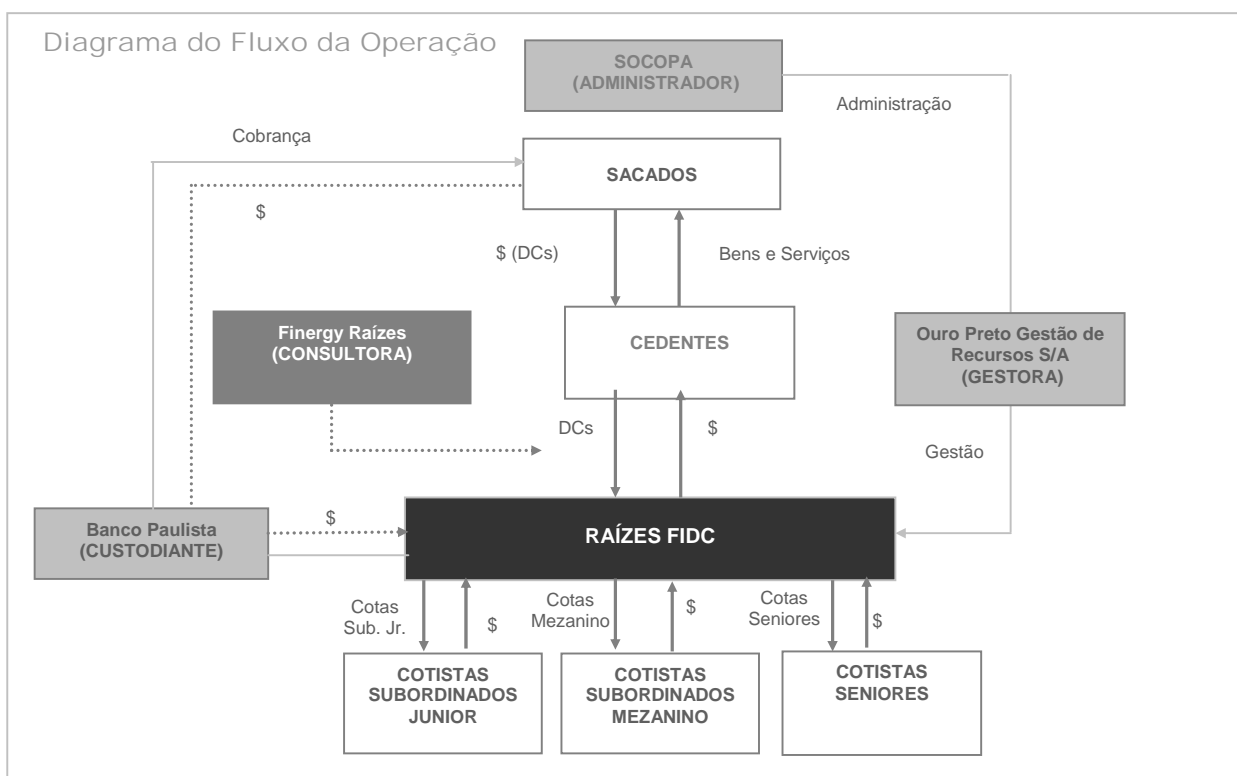 Diagrama do Fluxo da Operação
SOCOPA
(ADMINISTRADOR)
Administração
Cobrança
SACADOS
$
$ (DCs)
Bens e Serviços
Finergy Raízes
(CONSULTORA)
CEDENTES
Ouro Preto Gestão de
Recursos S/A
(GESTORA)
DCs
$
Gestão
Banco Paulista
(CUSTODIANTE)
$
RAÍZES FIDC
Cotas
Sub. Jr.
$
Cotas
Mezanino
$
Cotas
Seniores
$
COTISTAS
SUBORDINADOS
JUNIOR
COTISTAS
SUBORDINADOS
MEZANINO
COTISTAS
SENIORES